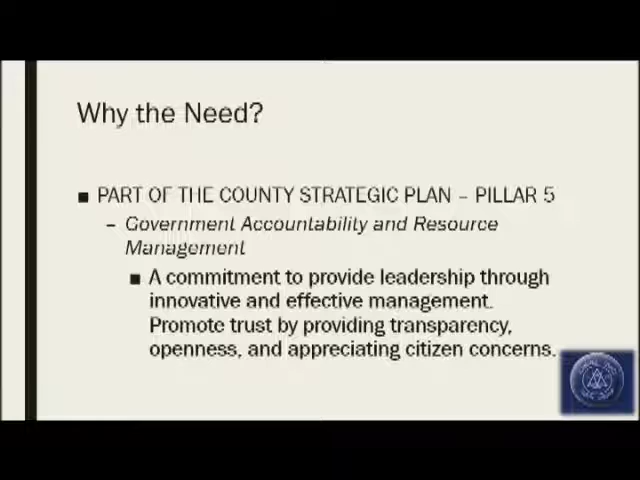 Why the Need?
PART OF THE COUNTY STRATEGIC PLAN – PILLAR 5
– Government Accountability and Resource
Management
A commitment to provide leadership through
innovative and effective management.
Promote trust by providing transparency,
openness, and appreciating citizen concerns.